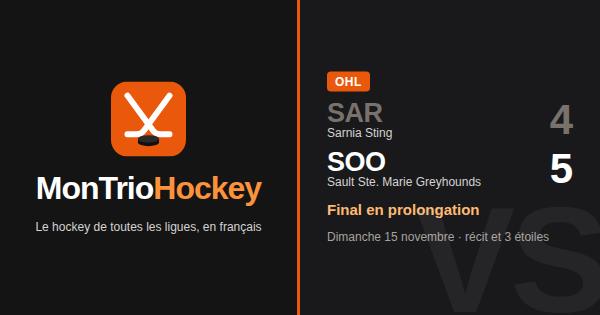 MonTrioHockey
Le hockey de toutes les ligues, en français
OHL
SAR 4
Sarnia Sting
SOO 5
Sault Ste. Marie Greyhounds
Final en prolongation
Dimanche 15 novembre · récit et 3 étoiles
VS